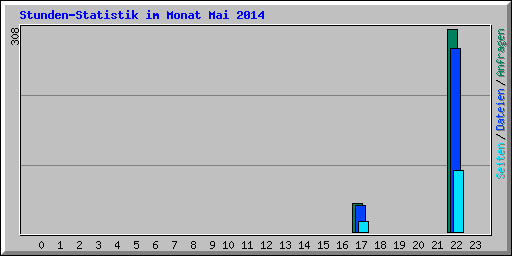 Stunden-Statistik im Monat Mai 2014
308
Seiten / Dateien / Anfragen
0 1 2 3 4 5 6 7 8 9 10 11 12 13 14 15 16 17 18 19 20 21 22 23